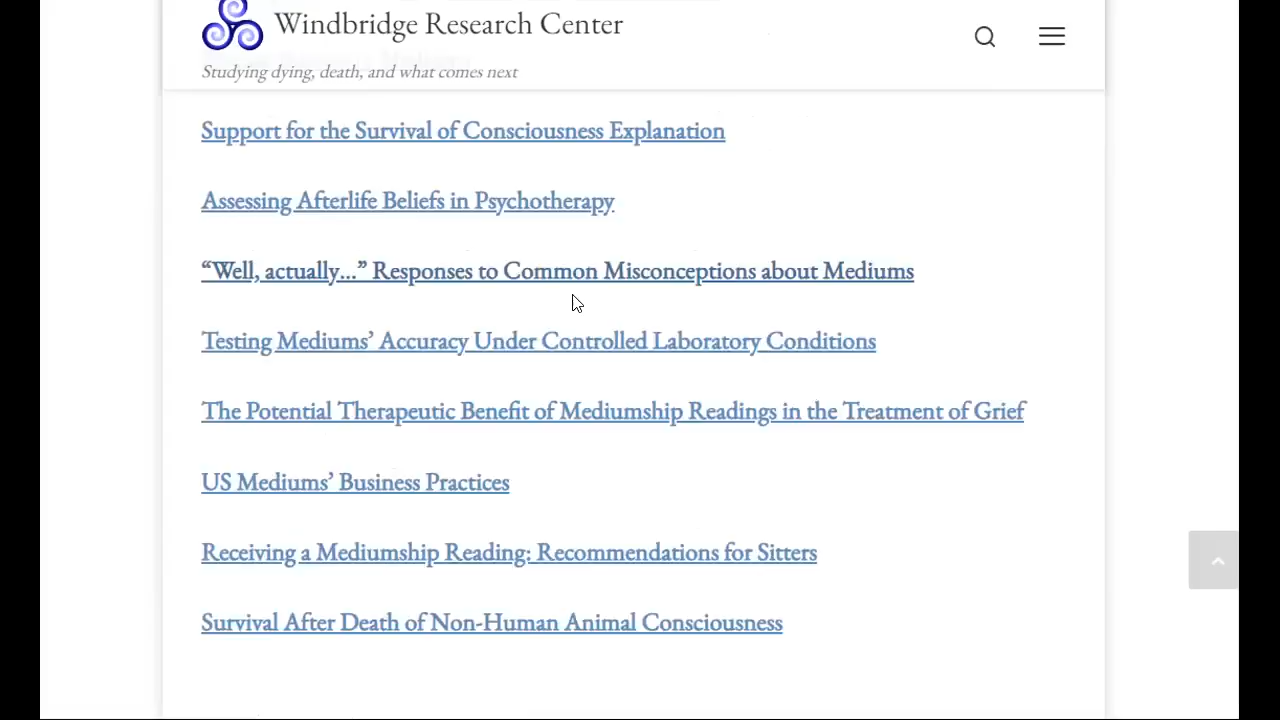 Windbridge Research Center
Studying dying, death, and what comes next
Support for the Survival of Consciousness Explanation
Assessing Afterlife Beliefs in Psychotherapy
“Well, actually...” Responses to Common Misconceptions about Mediums
Testing Mediums’ Accuracy Under Controlled Laboratory Conditions
The Potential Therapeutic Benefit of Mediumship Readings in the Treatment of Grief
US Mediums’ Business Practices
Receiving a Mediumship Reading: Recommendations for Sitters
Survival After Death of Non-Human Animal Consciousness